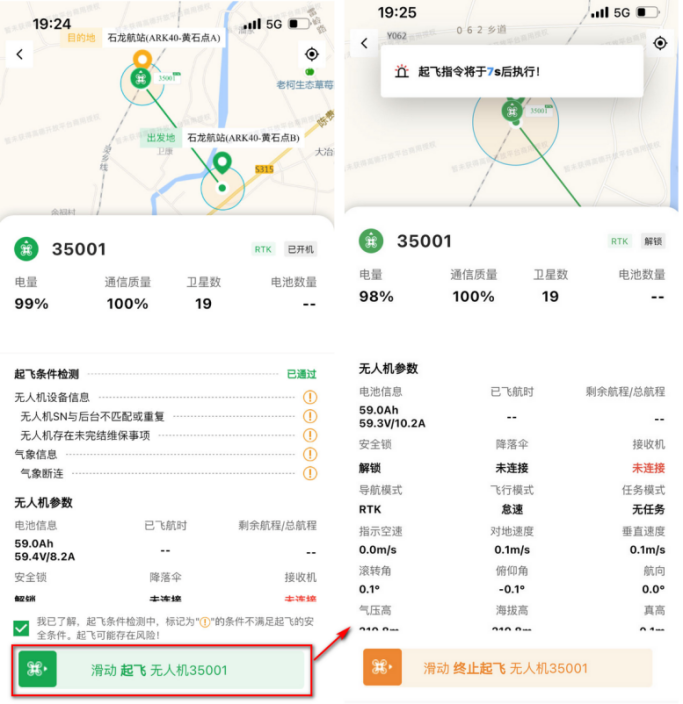 19:24
5G
目的地
石龙航站(ARK40-黄石点A)
35001
老柯生态草莓
出发地
石龙航站(ARK40-黄石点B)
大冶
S315
余柯村
35001
RTK
已开机
电量
通信质量
卫星数
电池数量
99%
100%
19
--
起飞条件检测
已通过
无人机设备信息
无人机SN与后台不匹配或重复
无人机存在未完结维保事项
气象信息
气象断连
无人机参数
电池信息
已飞航时
剩余航程/总航程
59.0Ah
59.4V/8.2A
--
--
安全锁
降落伞
接收机
解锁
未连接
未连接
我已了解，起飞条件检测中，标记为"!"的条件不满足起飞的安
全条件。起飞可能存在风险!
滑动 起飞 无人机35001
19:25
5G
Y062
062乡道
起飞指令将于7s后执行!
35001
35001
RTK
解锁
电量
通信质量
卫星数
电池数量
98%
100%
19
--
无人机参数
电池信息
已飞航时
剩余航程/总航程
59.0Ah
59.3V/10.2A
--
--
安全锁
降落伞
接收机
解锁
未连接
未连接
导航模式
飞行模式
任务模式
RTK
怠速
无任务
指示空速
对地速度
垂直速度
0.0m/s
0.1m/s
0.1m/s
滚转角
俯仰角
航向
0.1°
-0.1°
0.0°
气压高
海拔高
真高
滑动 终止起飞 无人机35001